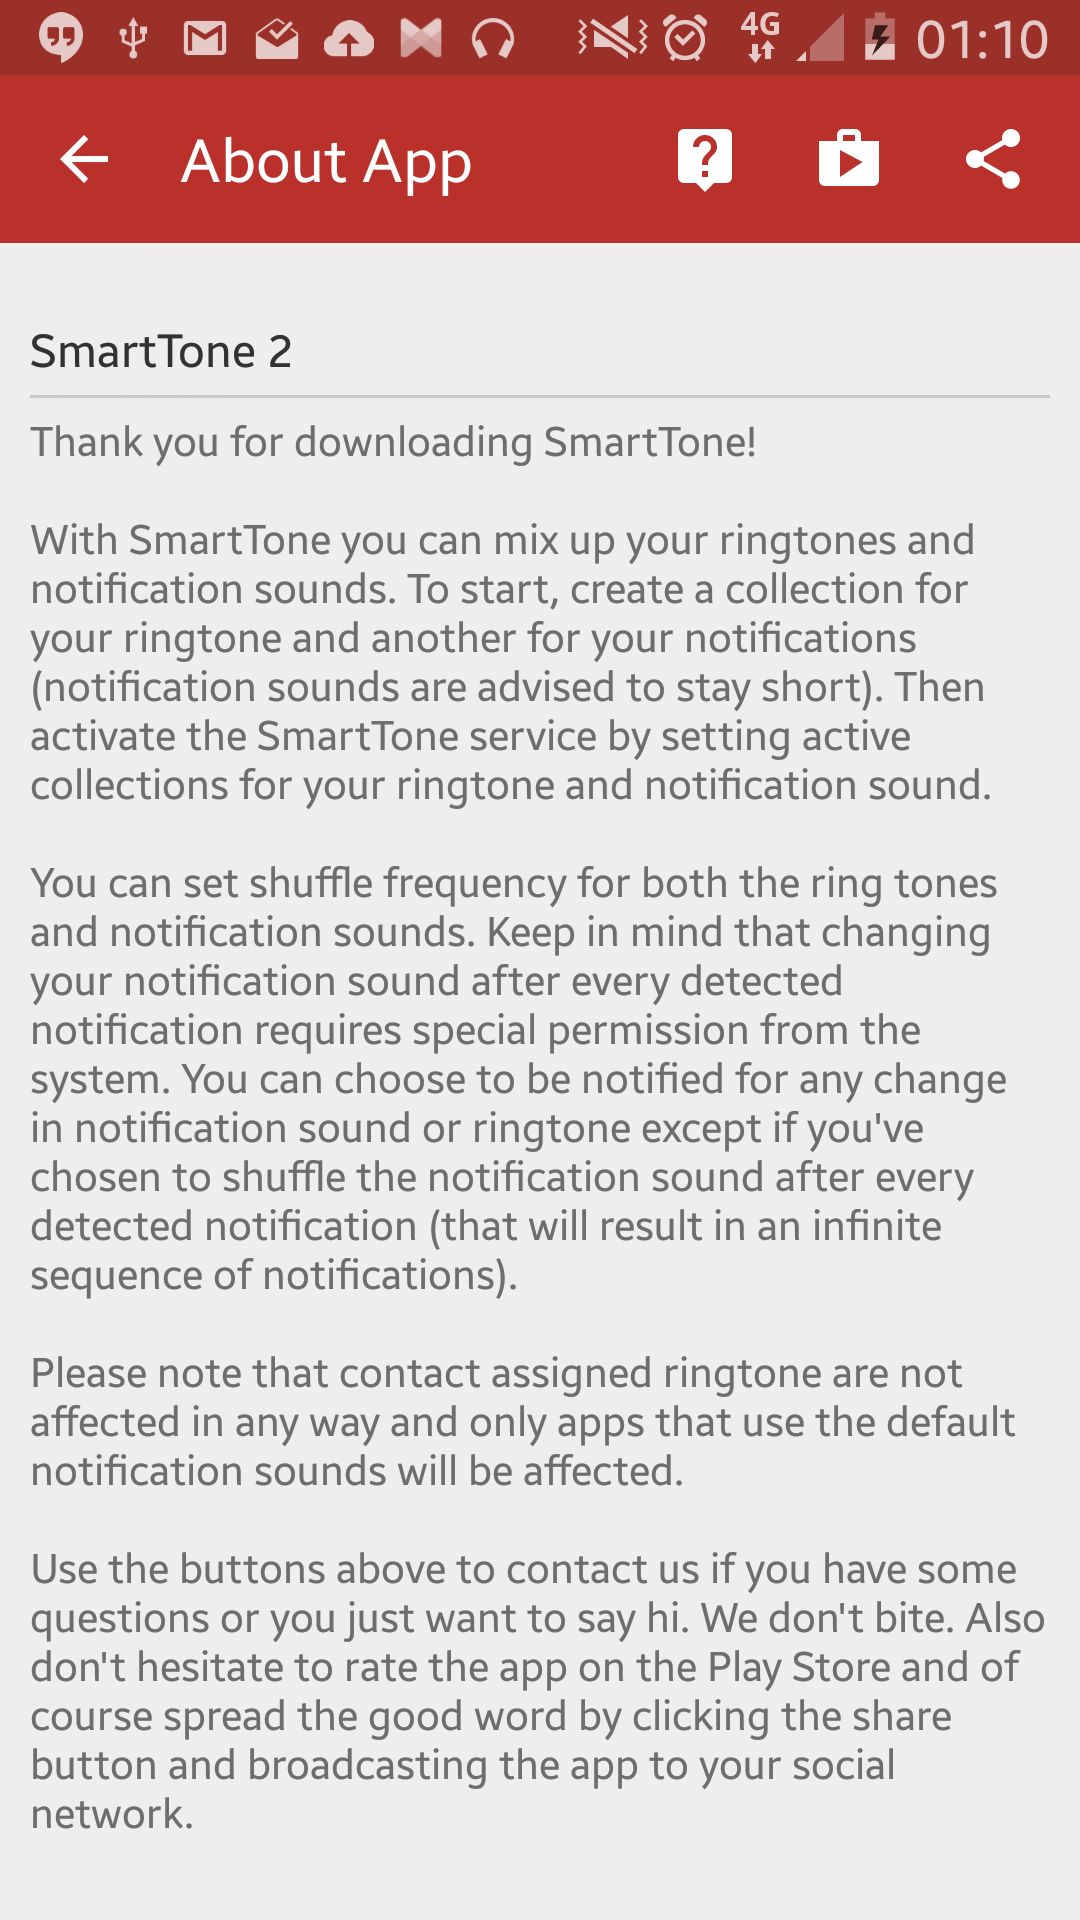 4G 01:10
About App
SmartTone 2
Thank you for downloading SmartTone!
With SmartTone you can mix up your ringtones and
notification sounds. To start, create a collection for
your ringtone and another for your notifications
(notification sounds are advised to stay short). Then
activate the SmartTone service by setting active
collections for your ringtone and notification sound.
You can set shuffle frequency for both the ring tones
and notification sounds. Keep in mind that changing
your notification sound after every detected
notification requires special permission from the
system. You can choose to be notified for any change
in notification sound or ringtone except if you've
chosen to shuffle the notification sound after every
detected notification (that will result in an infinite
sequence of notifications).
Please note that contact assigned ringtone are not
affected in any way and only apps that use the default
notification sounds will be affected.
Use the buttons above to contact us if you have some
questions or you just want to say hi. We don't bite. Also
don't hesitate to rate the app on the Play Store and of
course spread the good word by clicking the share
button and broadcasting the app to your social
network.